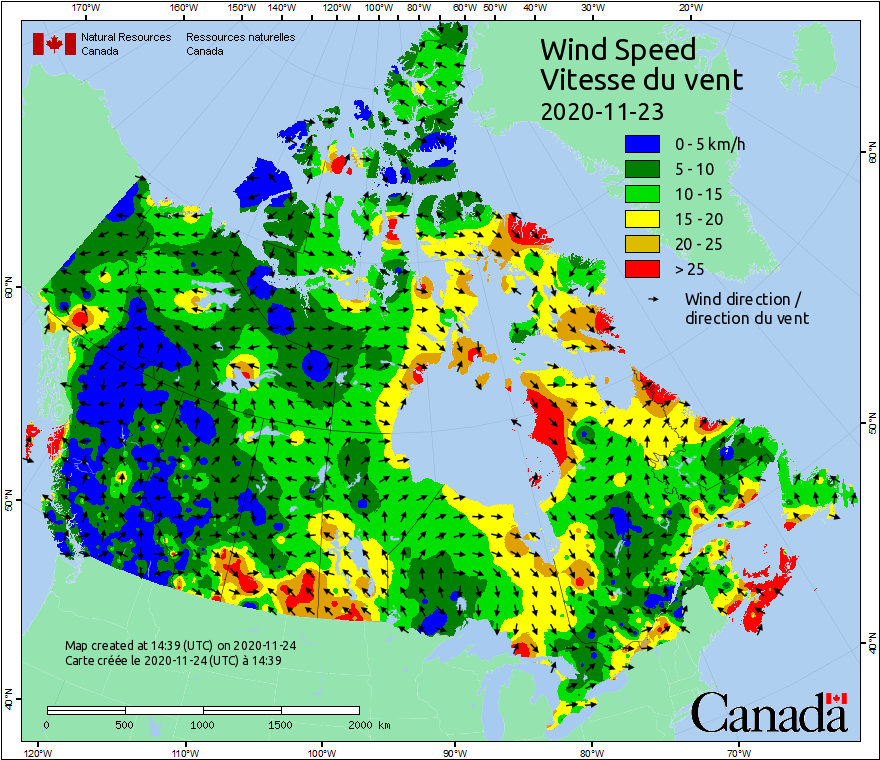 170°W 160°W 150°W 140°W 120°W 100°W 80°W 60°W 50°W 40°W 30°W 20°W
Natural Resources Ressources naturelles
Canada Canada
Wind Speed
Vitesse du vent
2020-11-23
0 - 5 km/h
5 - 10
10 - 15
15 - 20
20 - 25
> 25
Wind direction /
direction du vent
60°N
60°N
50°N
50°N
40°N
40°N
Map created at 14:39 (UTC) on 2020-11-24
Carte créée le 2020-11-24 (UTC) à 14:39
0 500 1000 1500 2000 km
Canada
120°W 110°W 100°W 90°W 80°W 70°W